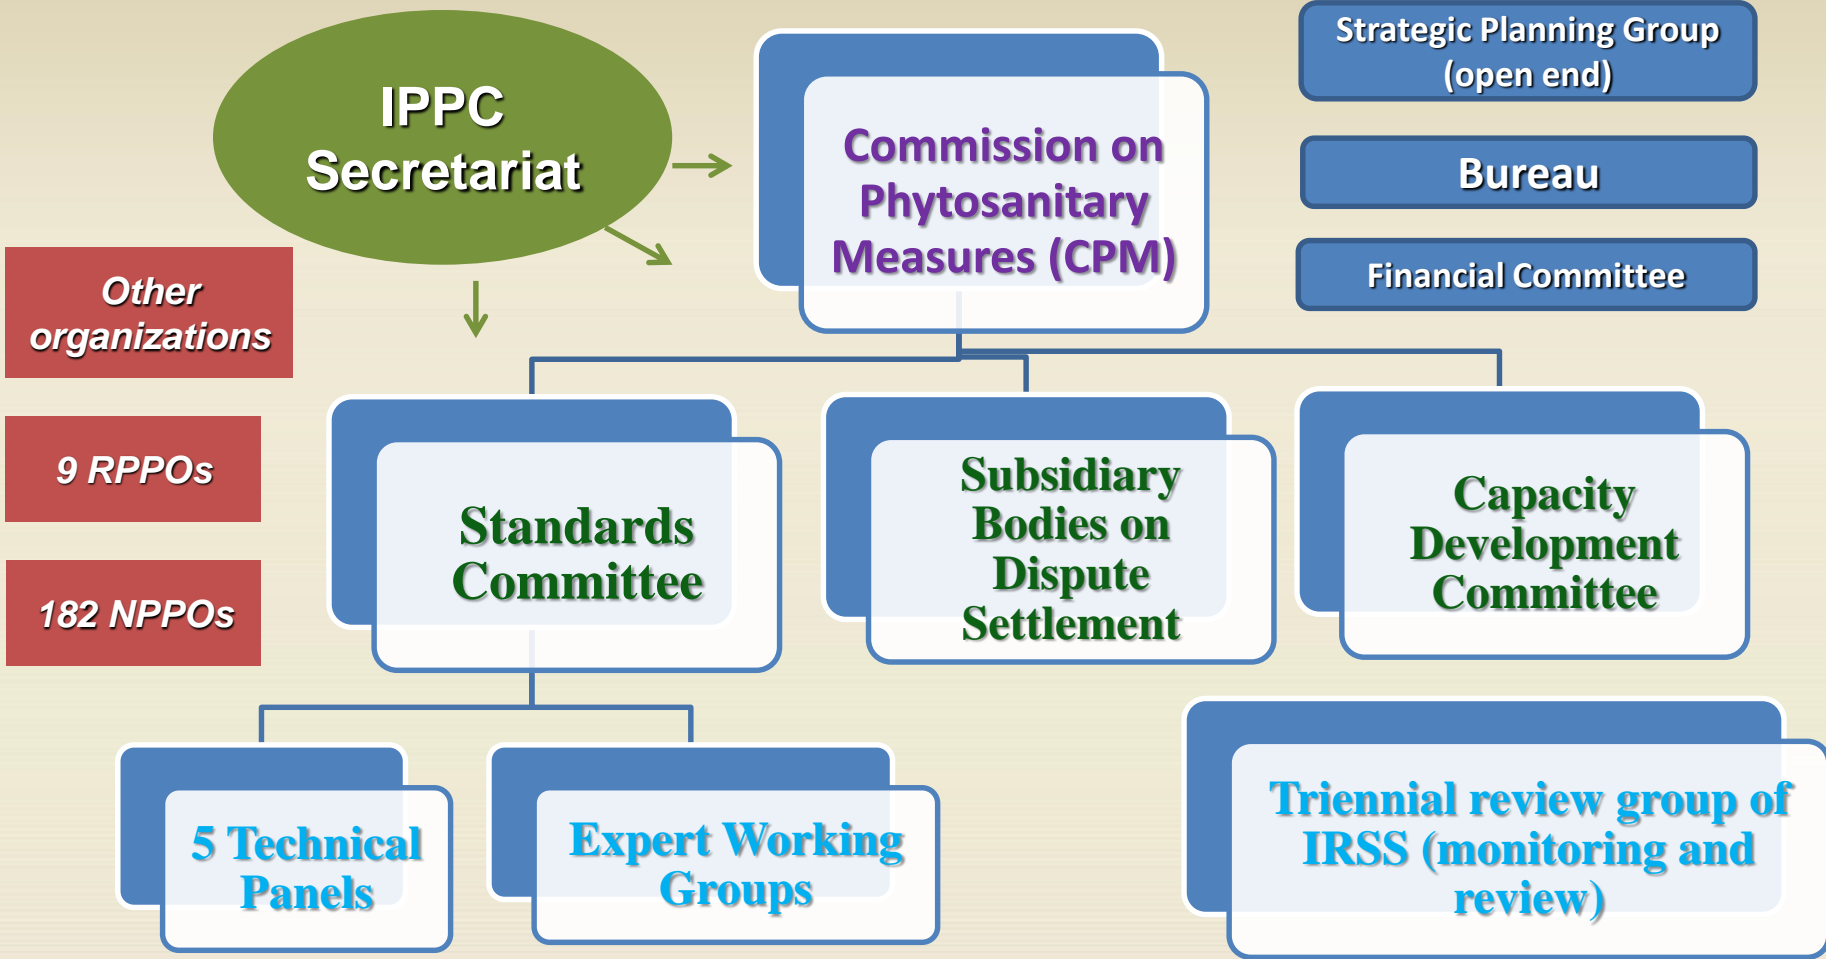 IPPC
Secretariat
Commission on
Phytosanitary
Measures (CPM)
Strategic Planning Group
(open end)
Bureau
Financial Committee
Other
organizations
9 RPPOs
182 NPPOs
Standards
Committee
Subsidiary
Bodies on
Dispute
Settlement
Capacity
Development
Committee
5 Technical
Panels
Expert Working
Groups
Triennial review group of
IRSS (monitoring and
review)